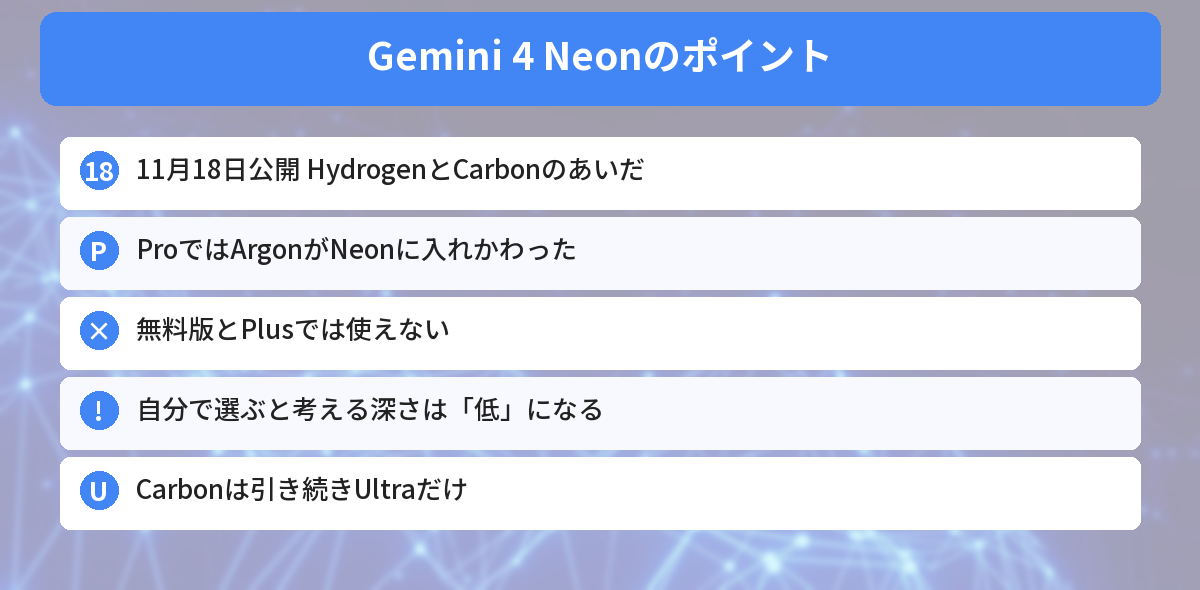 Gemini 4 Neonのポイント
18 11月18日公開 HydrogenとCarbonのあいだ
P ProではArgonがNeonに入れかわった
× 無料版とPlusでは使えない
! 自分で選ぶと考える深さは「低」になる
U Carbonは引き続きUltraだけ